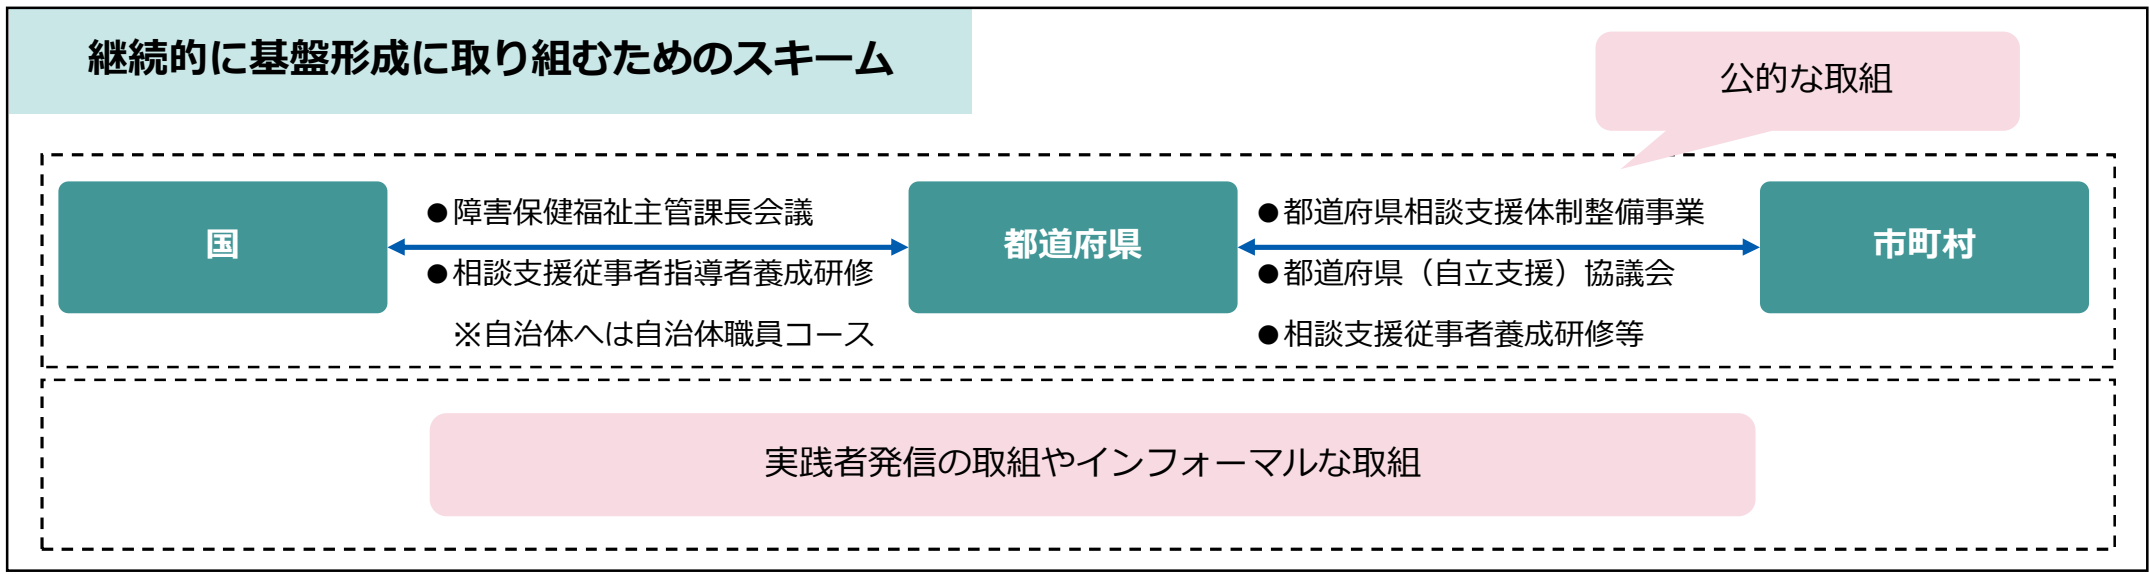 継続的に基盤形成に取り組むためのスキーム
公的な取組
国
●障害保健福祉主管課長会議
●相談支援従事者指導者養成研修
※自治体へは自治体職員コース
都道府県
●都道府県相談支援体制整備事業
●都道府県（自立支援）協議会
●相談支援従事者養成研修等
市町村
実践者発信の取組やインフォーマルな取組